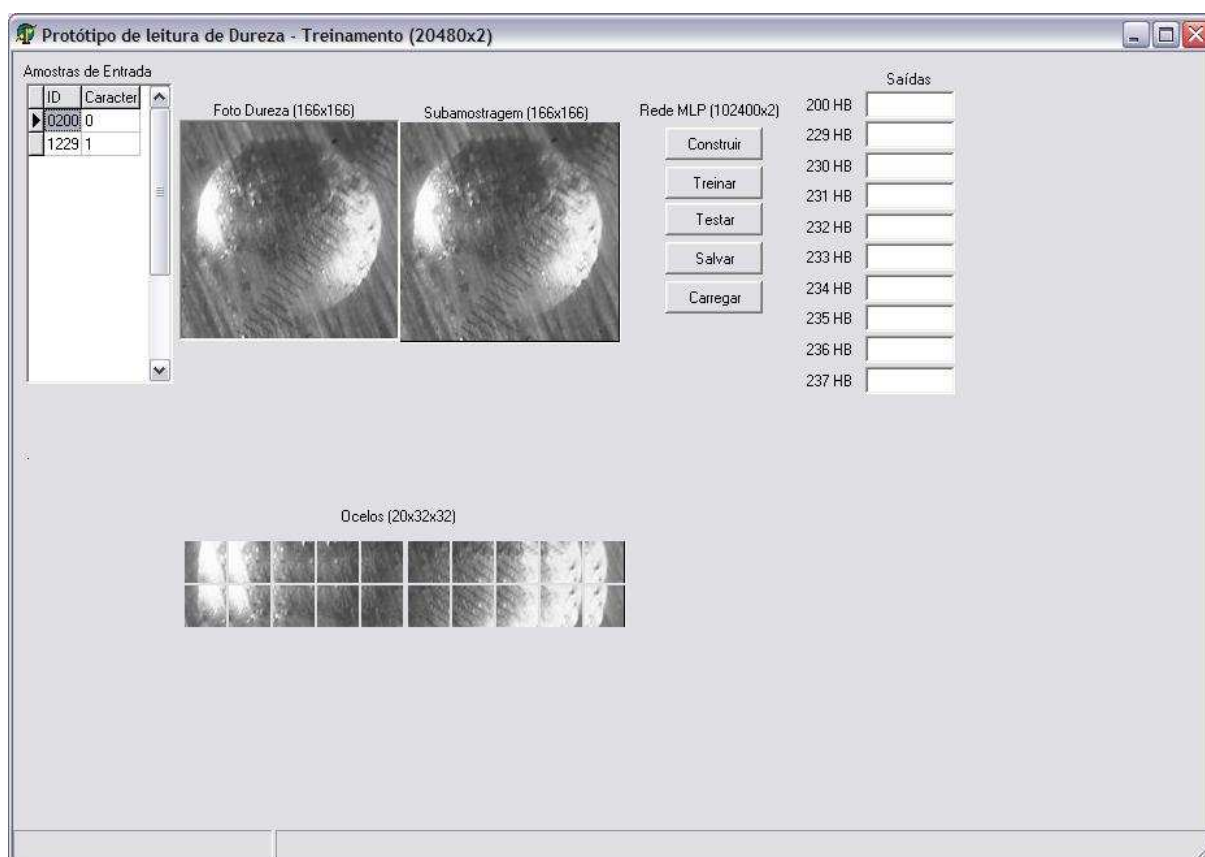 Protótipo de leitura de Dureza - Treinamento (20480x2)
Amostras de Entrada
ID Caracter
0200 0
1229 1
Foto Dureza (166x166)
Subamostragem (166x166)
Rede MLP (102400x2)
Construir
Treinar
Testar
Salvar
Carregar
Saídas
200 HB
229 HB
230 HB
231 HB
232 HB
233 HB
234 HB
235 HB
236 HB
237 HB
Ocelos (20x32x32)